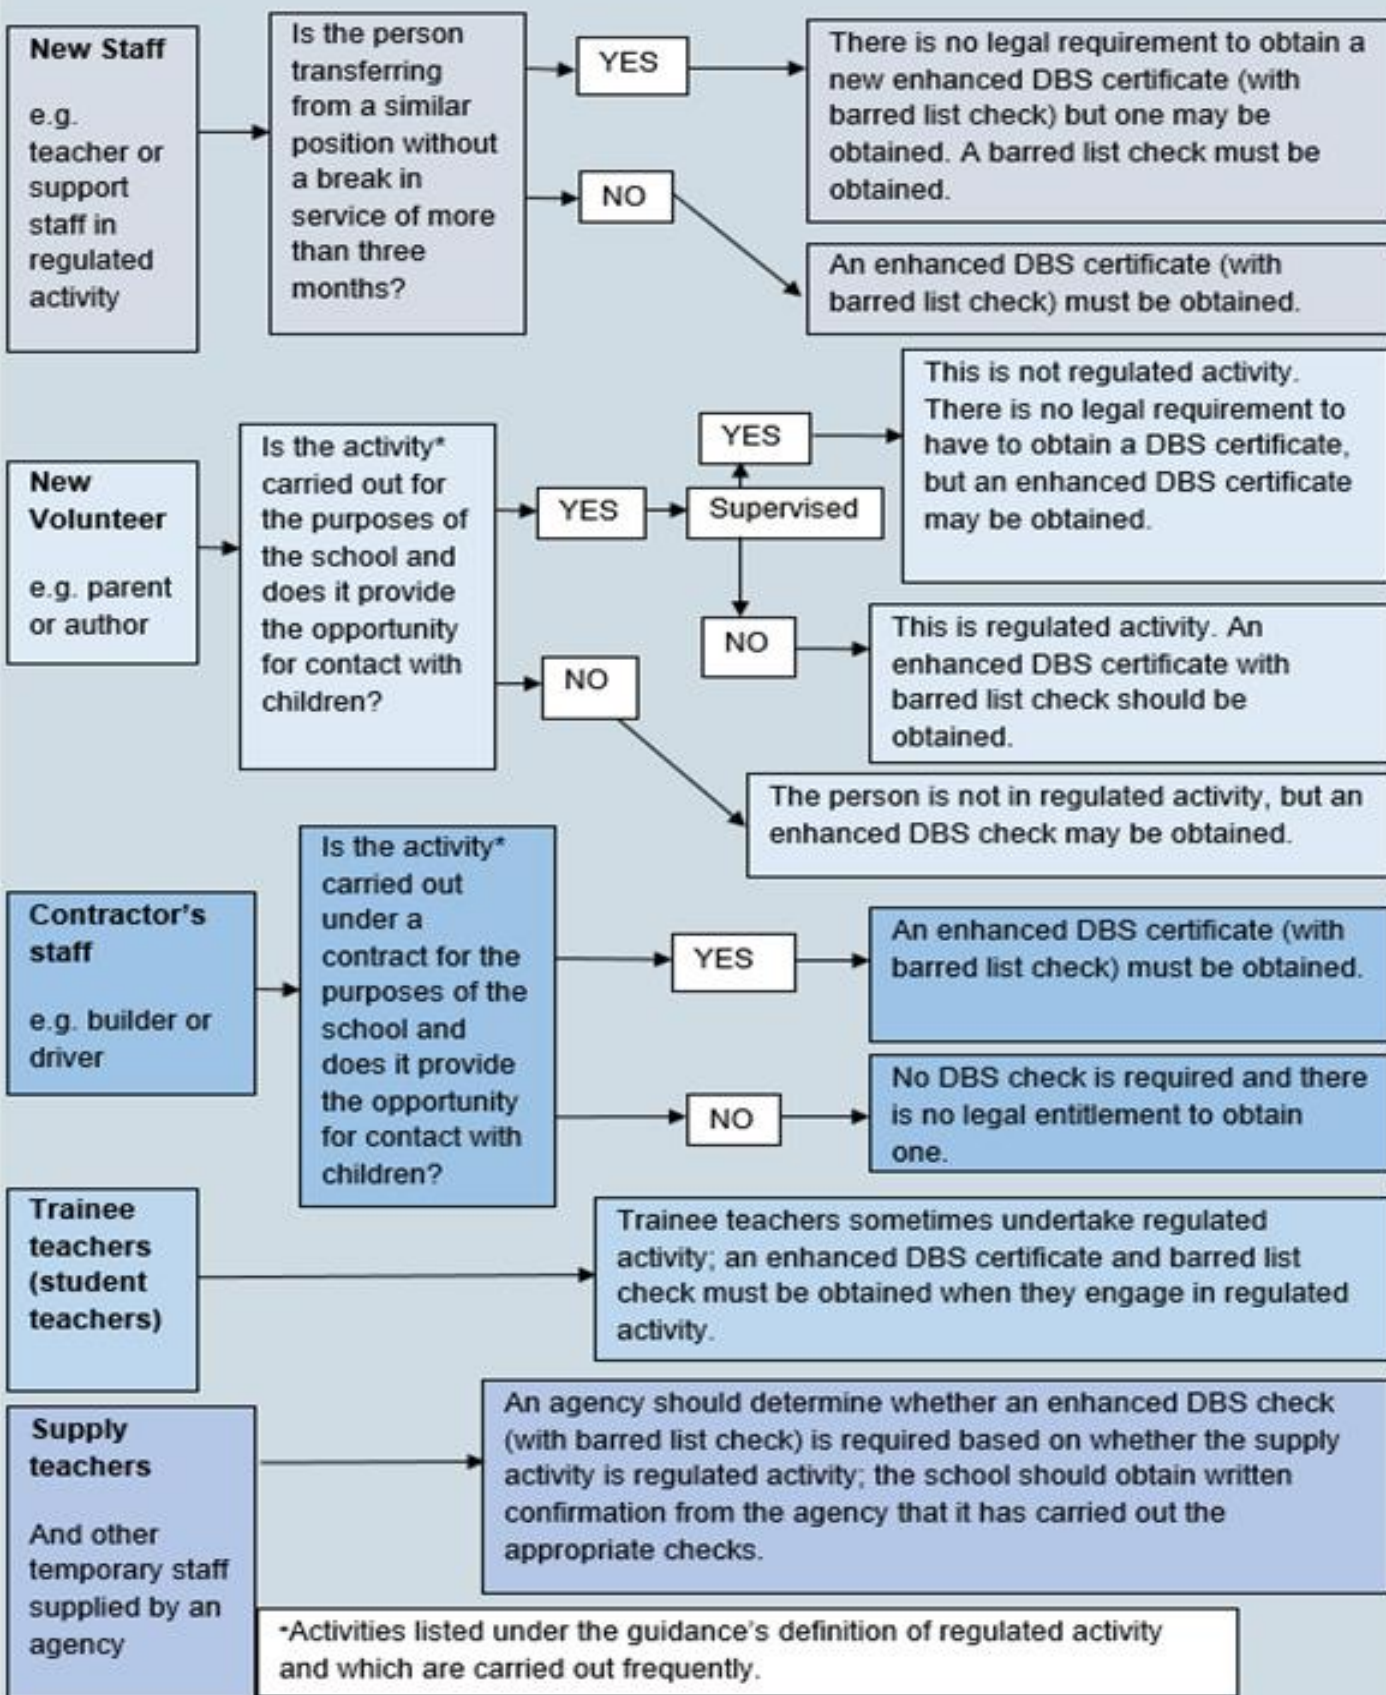 New Staff
e.g.
teacher or
support
staff in
regulated
activity
Is the person
transferring
from a similar
position without
a break in
service of more
than three
months?
YES
There is no legal requirement to obtain a
new enhanced DBS certificate (with
barred list check) but one may be
obtained. A barred list check must be
obtained.
NO
An enhanced DBS certificate (with
barred list check) must be obtained.
New
Volunteer
e.g. parent
or author
Is the activity*
carried out for
the purposes of
the school and
does it provide
the opportunity
for contact with
children?
YES
Supervised
YES
This is not regulated activity.
There is no legal requirement to
have to obtain a DBS certificate,
but an enhanced DBS certificate
may be obtained.
NO
This is regulated activity. An
enhanced DBS certificate with
barred list check should be
obtained.
NO
The person is not in regulated activity, but an
enhanced DBS check may be obtained.
Contractor's
staff
e.g. builder or
driver
Is the activity*
carried out
under a
contract for the
purposes of the
school and
does it provide
the opportunity
for contact with
children?
YES
An enhanced DBS certificate (with
barred list check) must be obtained.
NO
No DBS check is required and there
is no legal entitlement to obtain
one.
Trainee
teachers
(student
teachers)
Trainee teachers sometimes undertake regulated
activity; an enhanced DBS certificate and barred list
check must be obtained when they engage in regulated
activity.
Supply
teachers
And other
temporary staff
supplied by an
agency
An agency should determine whether an enhanced DBS check
(with barred list check) is required based on whether the supply
activity is regulated activity; the school should obtain written
confirmation from the agency that it has carried out the
appropriate checks.
*Activities listed under the guidance's definition of regulated activity
and which are carried out frequently.